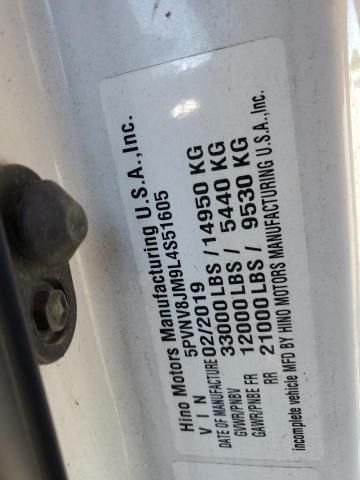 Hino Motors Manufacturing U.S.A.,Inc.
VIN 5PVNV8JM9L4S51605
DATE OF MANUFACTURE 02/2019
GVWR/PNBV 33000 LBS / 14950 KG
GAWR/PNBE FR 12000 LBS / 5440 KG
RR 21000 LBS / 9530 KG
incomplete vehicle MFD BY HINO MOTORS MANUFACTURING U.S.A., INC.